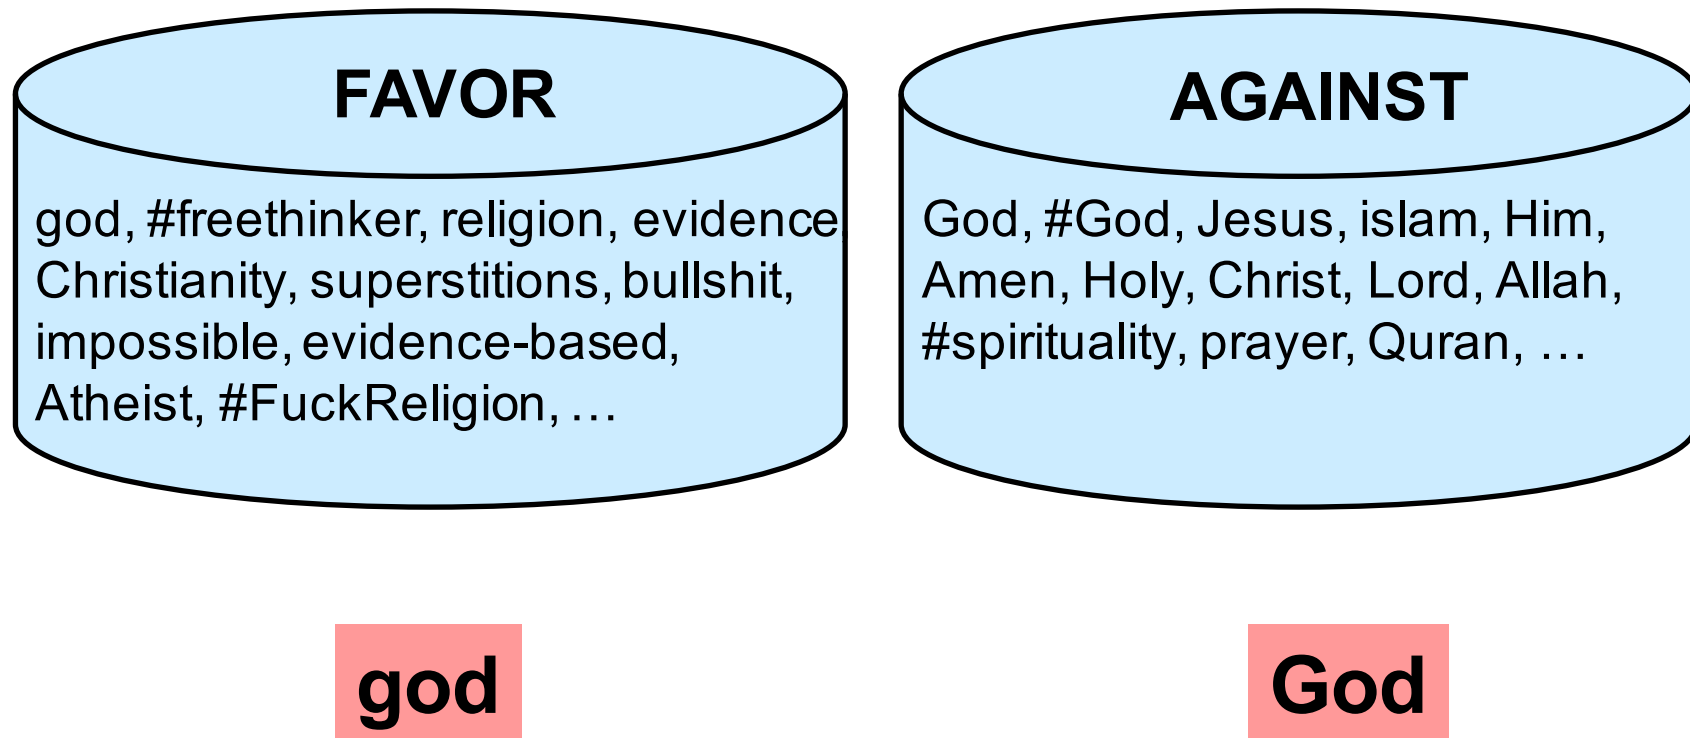 FAVOR
god, #freethinker, religion, evidence,
Christianity, superstitions, bullshit,
impossible, evidence-based,
Atheist, #FuckReligion, …
AGAINST
God, #God, Jesus, islam, Him,
Amen, Holy, Christ, Lord, Allah,
#spirituality, prayer, Quran, …
god
God